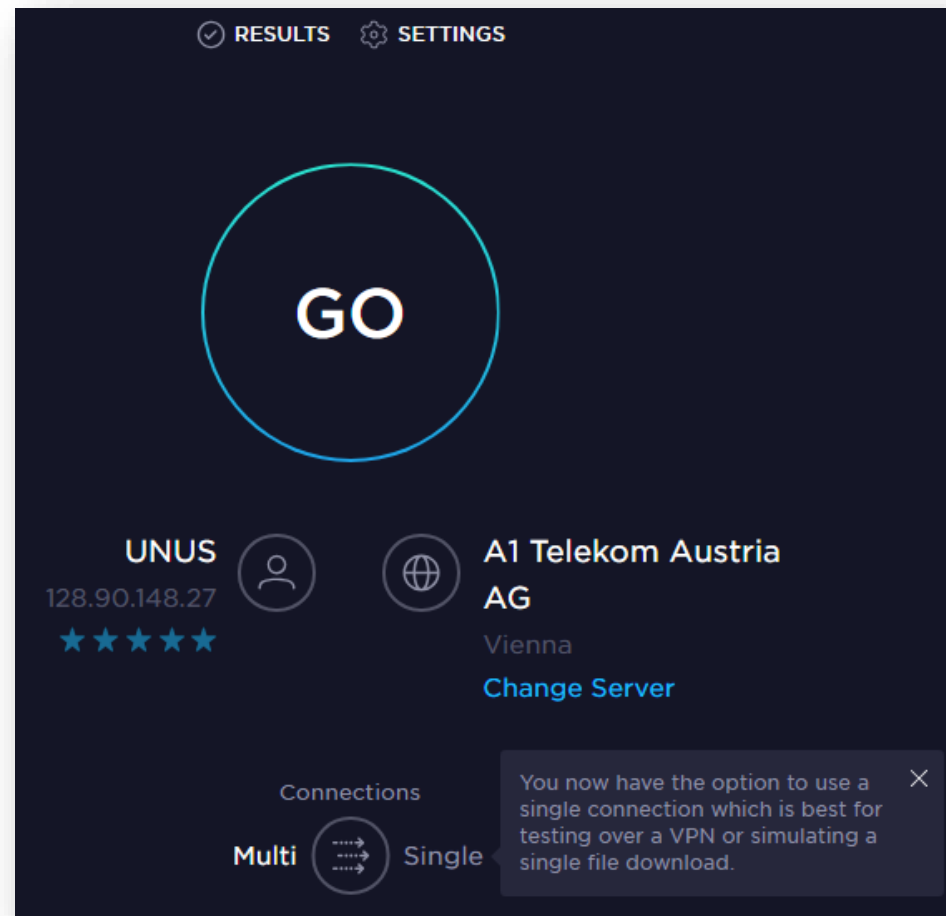 RESULTS SETTINGS
GO
UNUS
128.90.148.27
A1 Telekom Austria
AG
Vienna
Change Server
Connections
Multi Single
You now have the option to use a
single connection which is best for
testing over a VPN or simulating a
single file download.